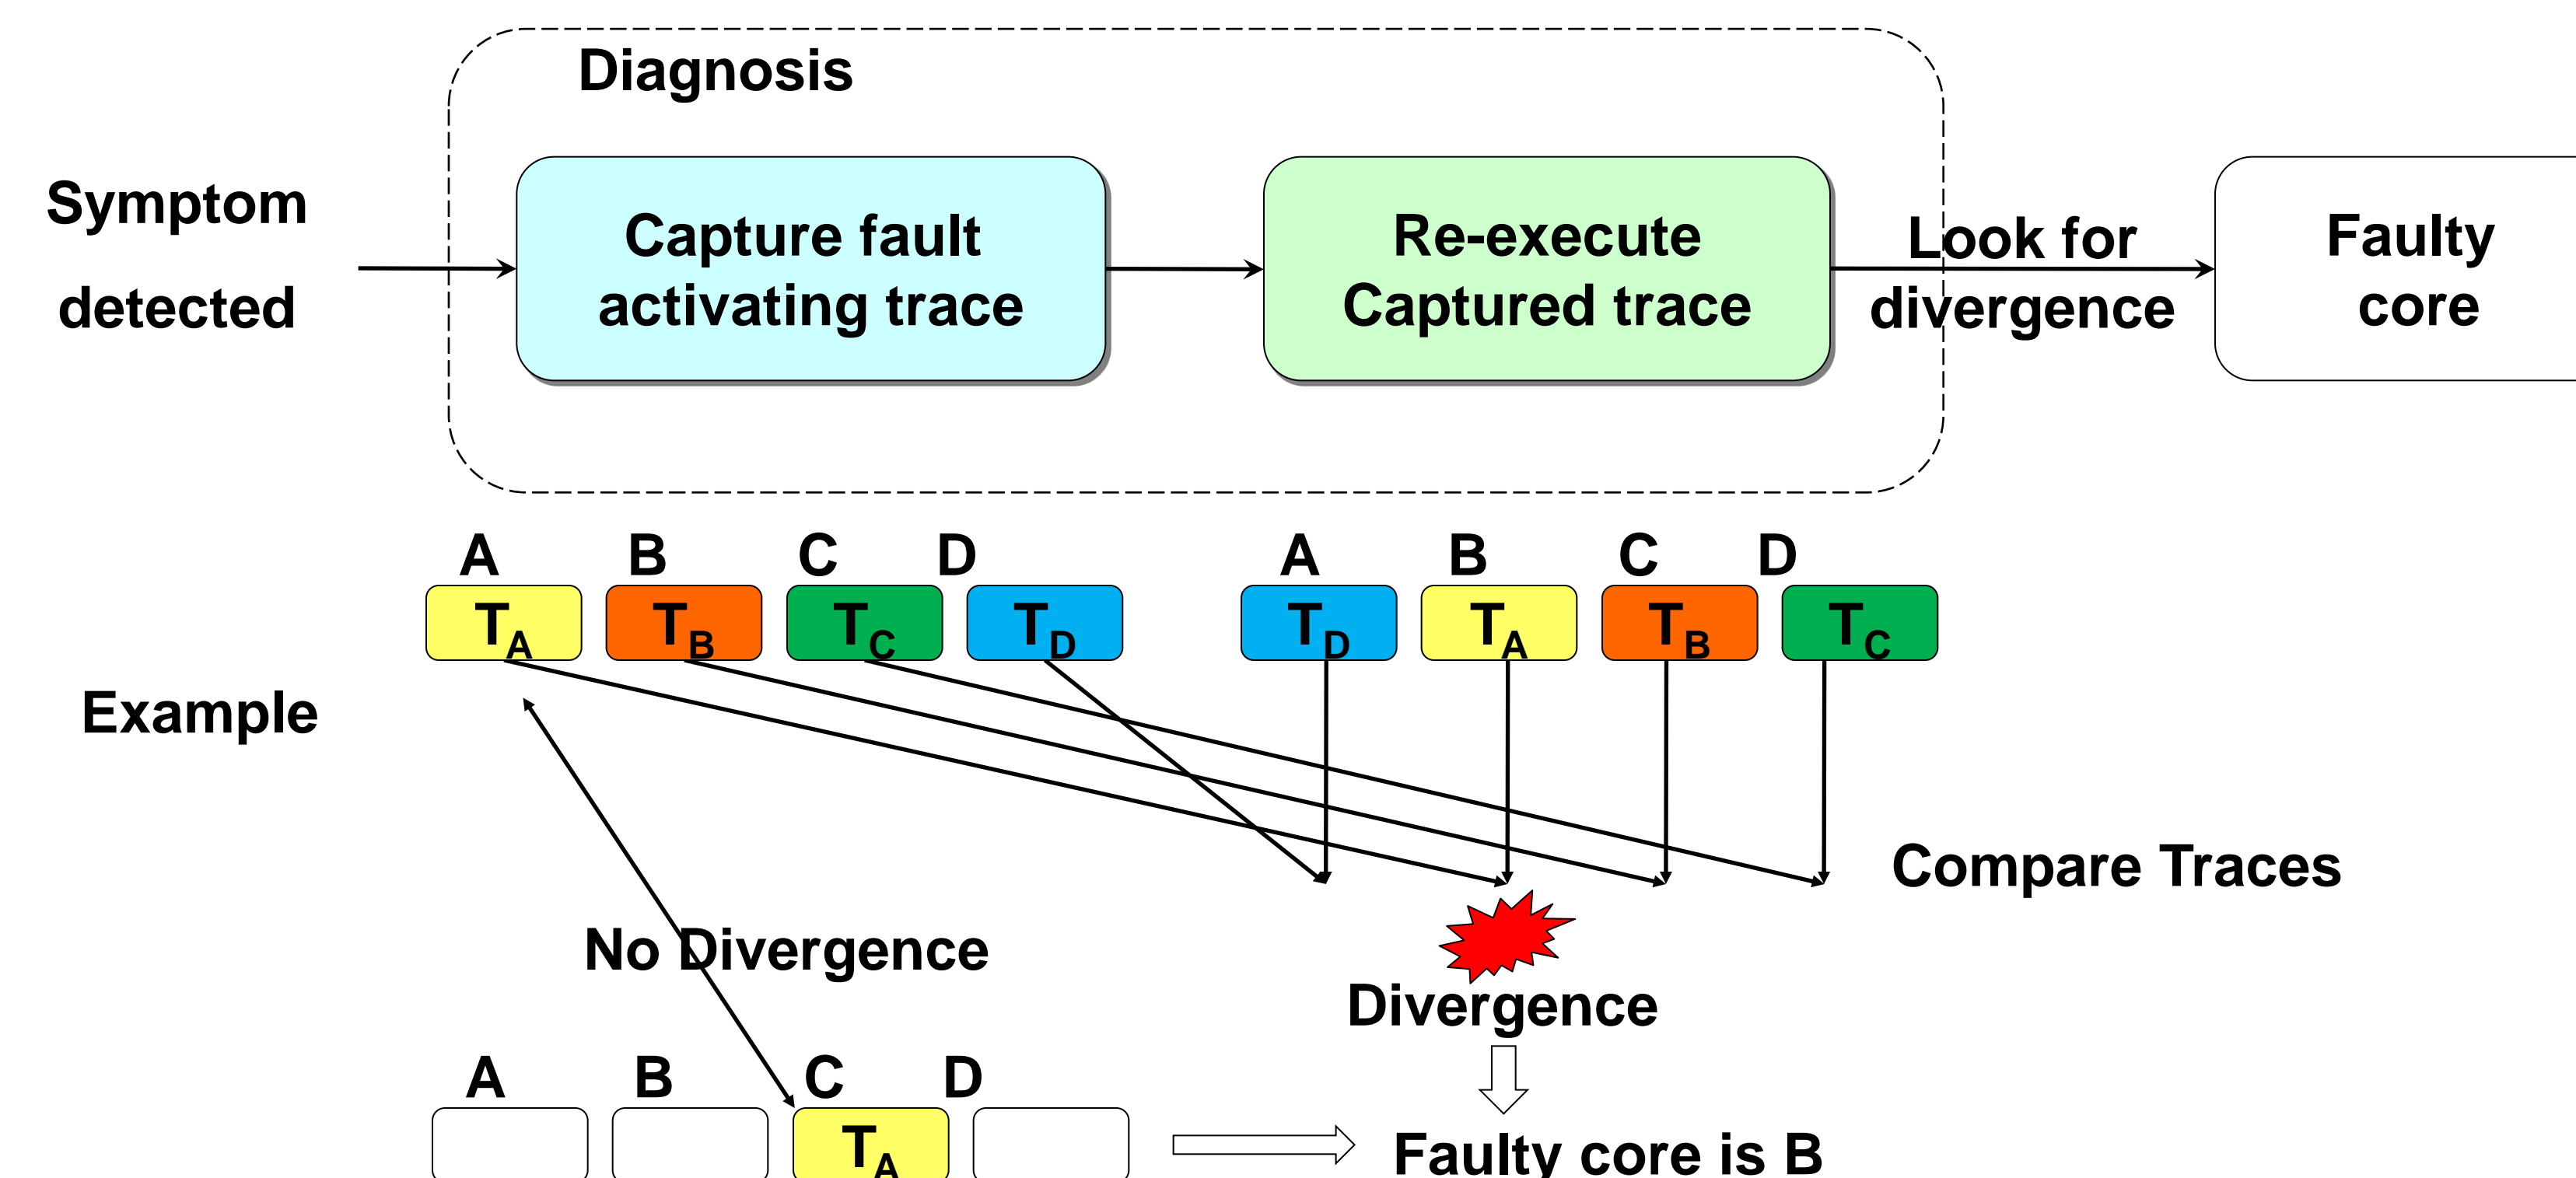 Diagnosis
Symptom
detected
Capture fault
activating trace
Re-execute
Captured trace
Look for
divergence
Faulty
core
A B C D
A B C D
TA TB TC TD
TD TA TB TC
Example
Compare Traces
No Divergence
Divergence
A B C D
TA
Faulty core is B